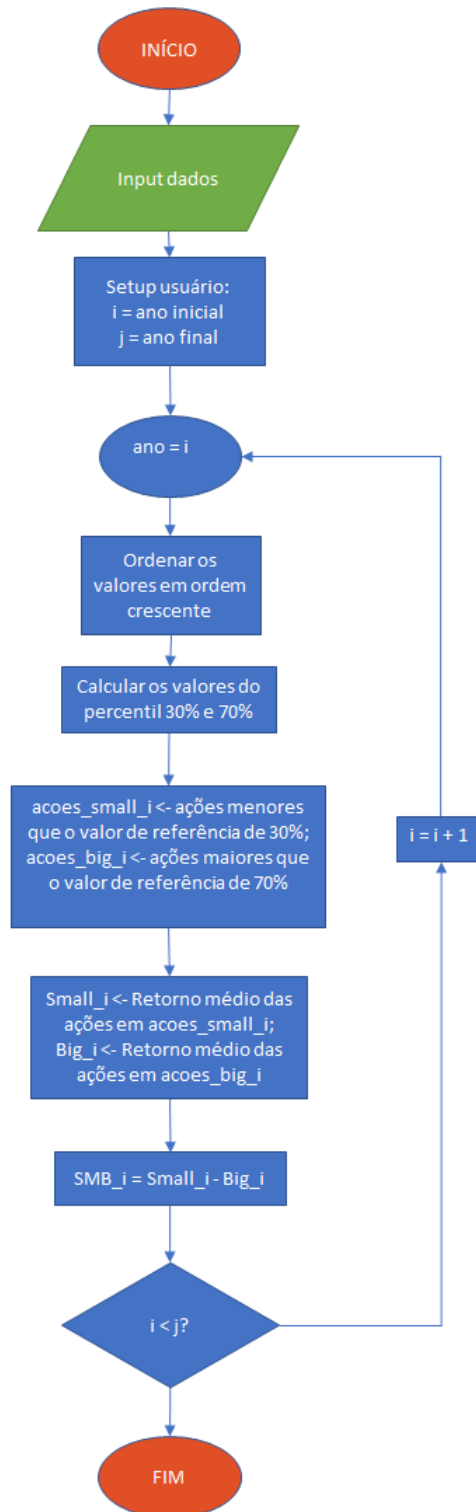 INÍCIO
Input dados
Setup usuário:
i = ano inicial
j = ano final
ano = i
Ordenar os
valores em ordem
crescente
Calcular os valores do
percentil 30% e 70%
acoes_small_i <- ações menores
que o valor de referência de 30%;
acoes_big_i <- ações maiores que
o valor de referência de 70%
i = i + 1
Small_i <- Retorno médio das
ações em acoes_small_i;
Big_i <- Retorno médio das
ações em acoes_big_i
SMB_i = Small_i - Big_i
i < j?
FIM